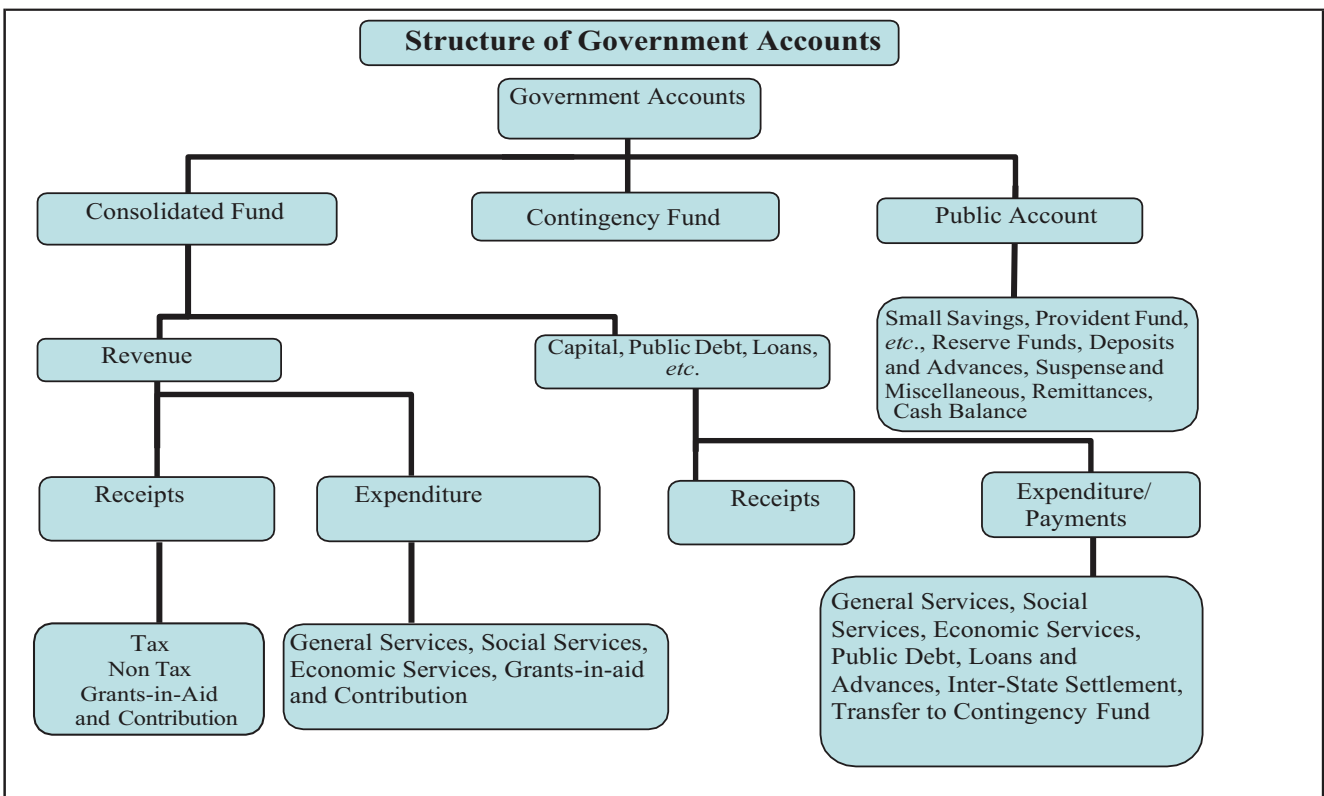 Structure of Government Accounts
Government Accounts
Consolidated Fund
Contingency Fund
Public Account
Small Savings, Provident Fund,
etc., Reserve Funds, Deposits
and Advances, Suspense and
Miscellaneous, Remittances,
Cash Balance
Revenue
Capital, Public Debt, Loans,
etc.
Receipts
Expenditure
Receipts
Expenditure/
Payments
Tax
Non Tax
Grants-in-Aid
and Contribution
General Services, Social Services,
Economic Services, Grants-in-aid
and Contribution
General Services, Social
Services, Economic Services,
Public Debt, Loans and
Advances, Inter-State Settlement,
Transfer to Contingency Fund